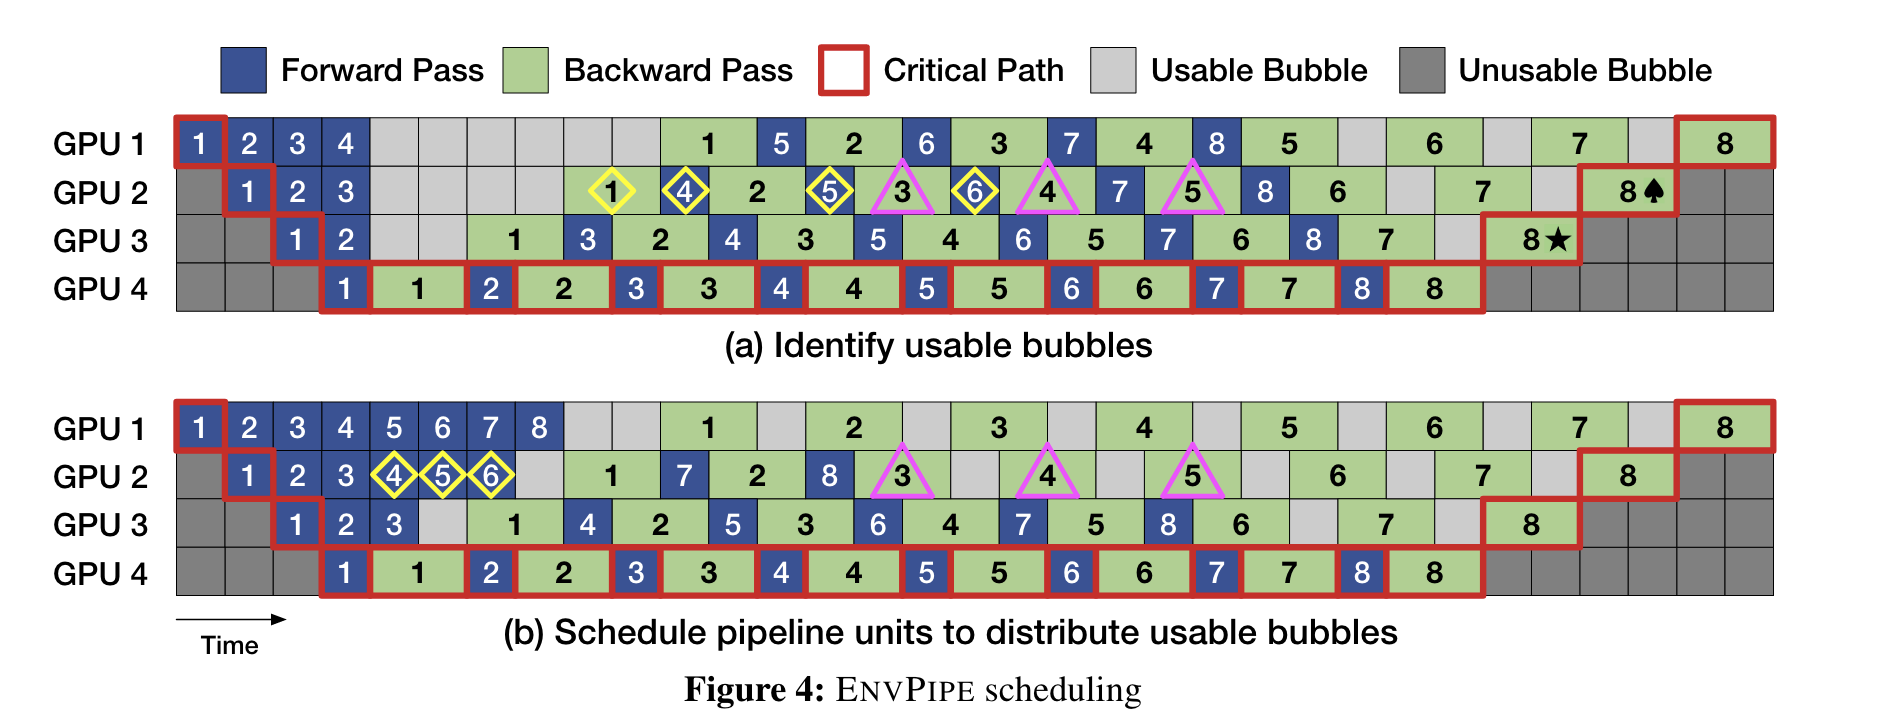 Forward Pass Backward Pass Critical Path Usable Bubble Unusable Bubble
GPU 1 1 2 3 4 1 5 2 6 3 7 4 8 5 6 7 8
GPU 2 1 2 3 1 4 2 5 3 6 4 7 5 8 6 7 8♠
GPU 3 1 2 1 3 2 4 3 5 4 6 5 7 6 8 7 8★
GPU 4 1 1 2 2 3 3 4 4 5 5 6 6 7 7 8 8
(a) Identify usable bubbles
GPU 1 1 2 3 4 5 6 7 8 1 2 3 4 5 6 7 8
GPU 2 1 2 3 4 5 6 1 7 2 8 3 4 5 6 7 8
GPU 3 1 2 3 1 4 2 5 3 6 4 7 5 8 6 7 8
GPU 4 1 1 2 2 3 3 4 4 5 5 6 6 7 7 8 8
Time
(b) Schedule pipeline units to distribute usable bubbles
Figure 4: ENVPIPE scheduling